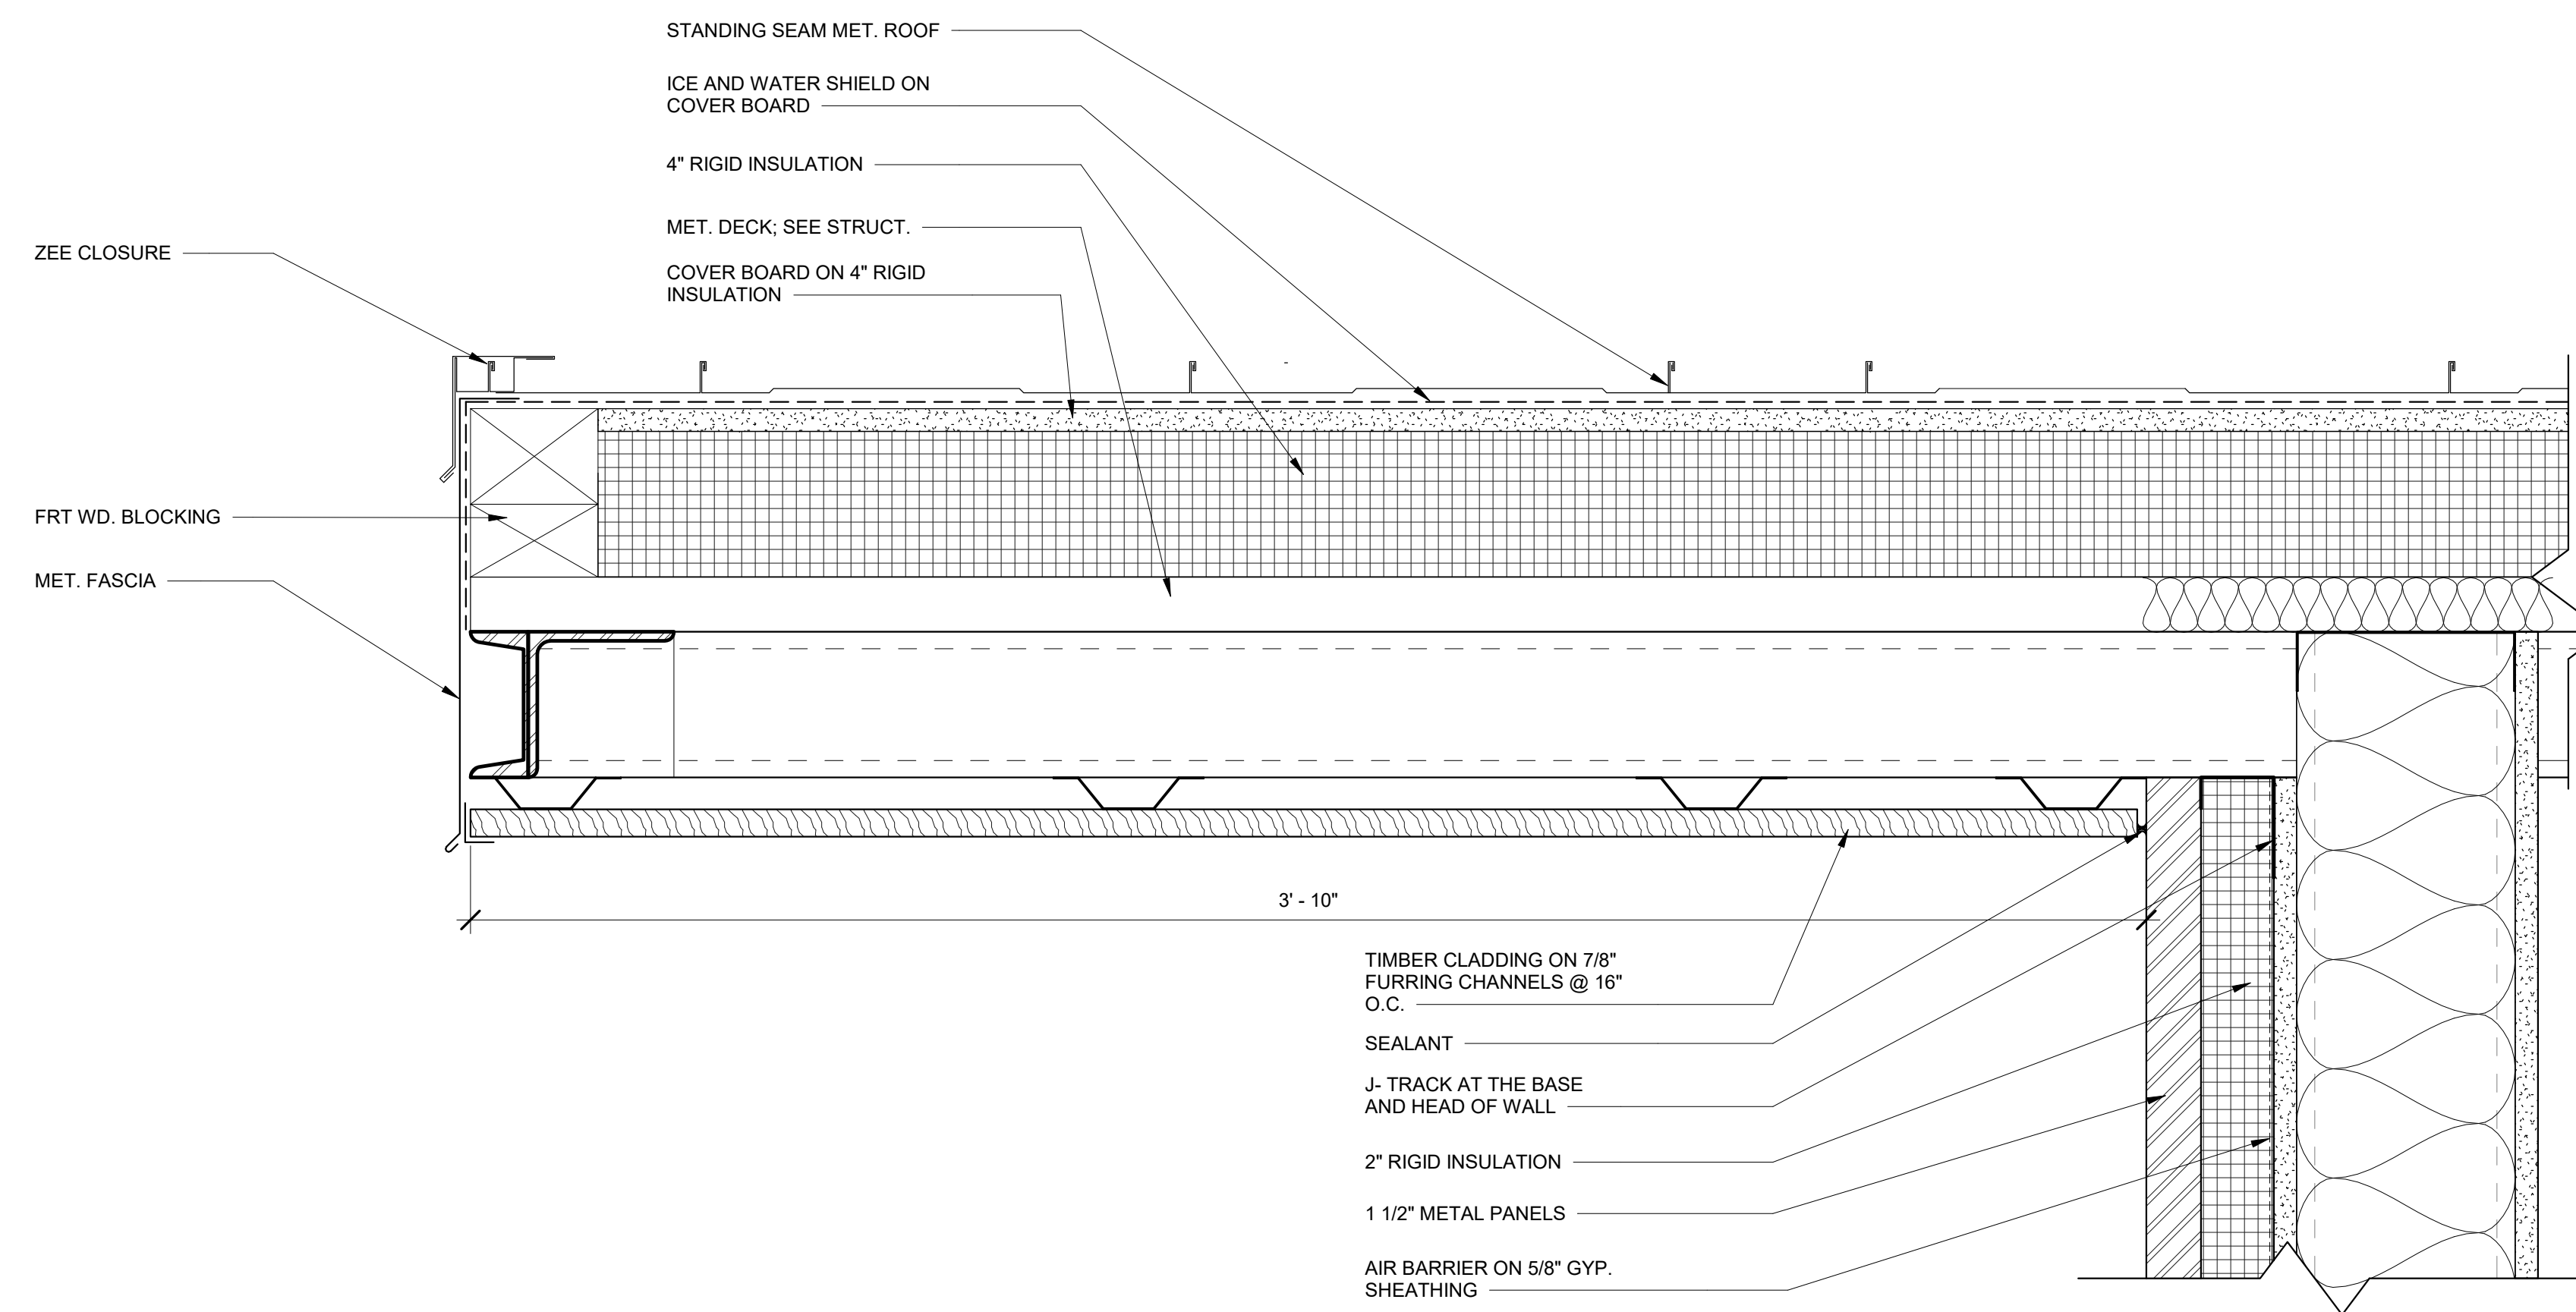 STANDING SEAM MET. ROOF
ICE AND WATER SHIELD ON
COVER BOARD
4" RIGID INSULATION
MET. DECK; SEE STRUCT.
COVER BOARD ON 4" RIGID
INSULATION
ZEE CLOSURE
FRT WD. BLOCKING
MET. FASCIA
3' - 10"
TIMBER CLADDING ON 7/8"
FURRING CHANNELS @ 16"
O.C.
SEALANT
J- TRACK AT THE BASE
AND HEAD OF WALL
2" RIGID INSULATION
1 1/2" METAL PANELS
AIR BARRIER ON 5/8" GYP.
SHEATHING